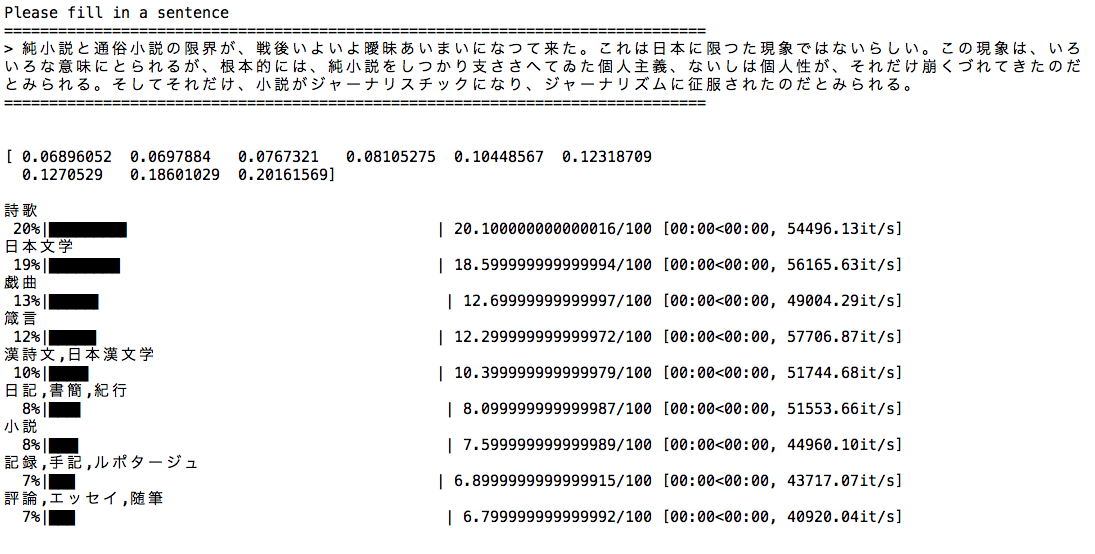 Please fill in a sentence
==============================================================================
> 純小説と通俗小説の限界が、戦後いよいよ曖昧あいまいになつて来た。これは日本に限つた現象ではないらしい。この現象は、いろ
いろな意味にとられるが、根本的には、純小説をしつかり支ささへてゐた個人主義、ないしは個人性が、それだけ崩くづれてきたのだ
とみられる。そしてそれだけ、小説がジャーナリスチックになり、ジャーナリズムに征服されたのだとみられる。
==============================================================================
[ 0.06896052 0.0697884 0.0767321 0.08105275 0.10448567 0.12318709
0.1270529 0.18601029 0.20161569]
詩歌
20%|████████ | 20.100000000000016/100 [00:00<00:00, 54496.13it/s]
日本文学
19%|███████ | 18.599999999999994/100 [00:00<00:00, 56165.63it/s]
戯曲
13%|█████ | 12.69999999999997/100 [00:00<00:00, 49004.29it/s]
箴言
12%|█████ | 12.299999999999972/100 [00:00<00:00, 57706.87it/s]
漢詩文,日本漢文学
10%|████ | 10.399999999999979/100 [00:00<00:00, 51744.68it/s]
日記,書簡,紀行
8%|███ | 8.099999999999987/100 [00:00<00:00, 51553.66it/s]
小説
8%|███ | 7.599999999999989/100 [00:00<00:00, 44960.10it/s]
記録,手記,ルポタージュ
7%|███ | 6.8999999999999915/100 [00:00<00:00, 43717.07it/s]
評論,エッセイ,随筆
7%|███ | 6.799999999999992/100 [00:00<00:00, 40920.04it/s]